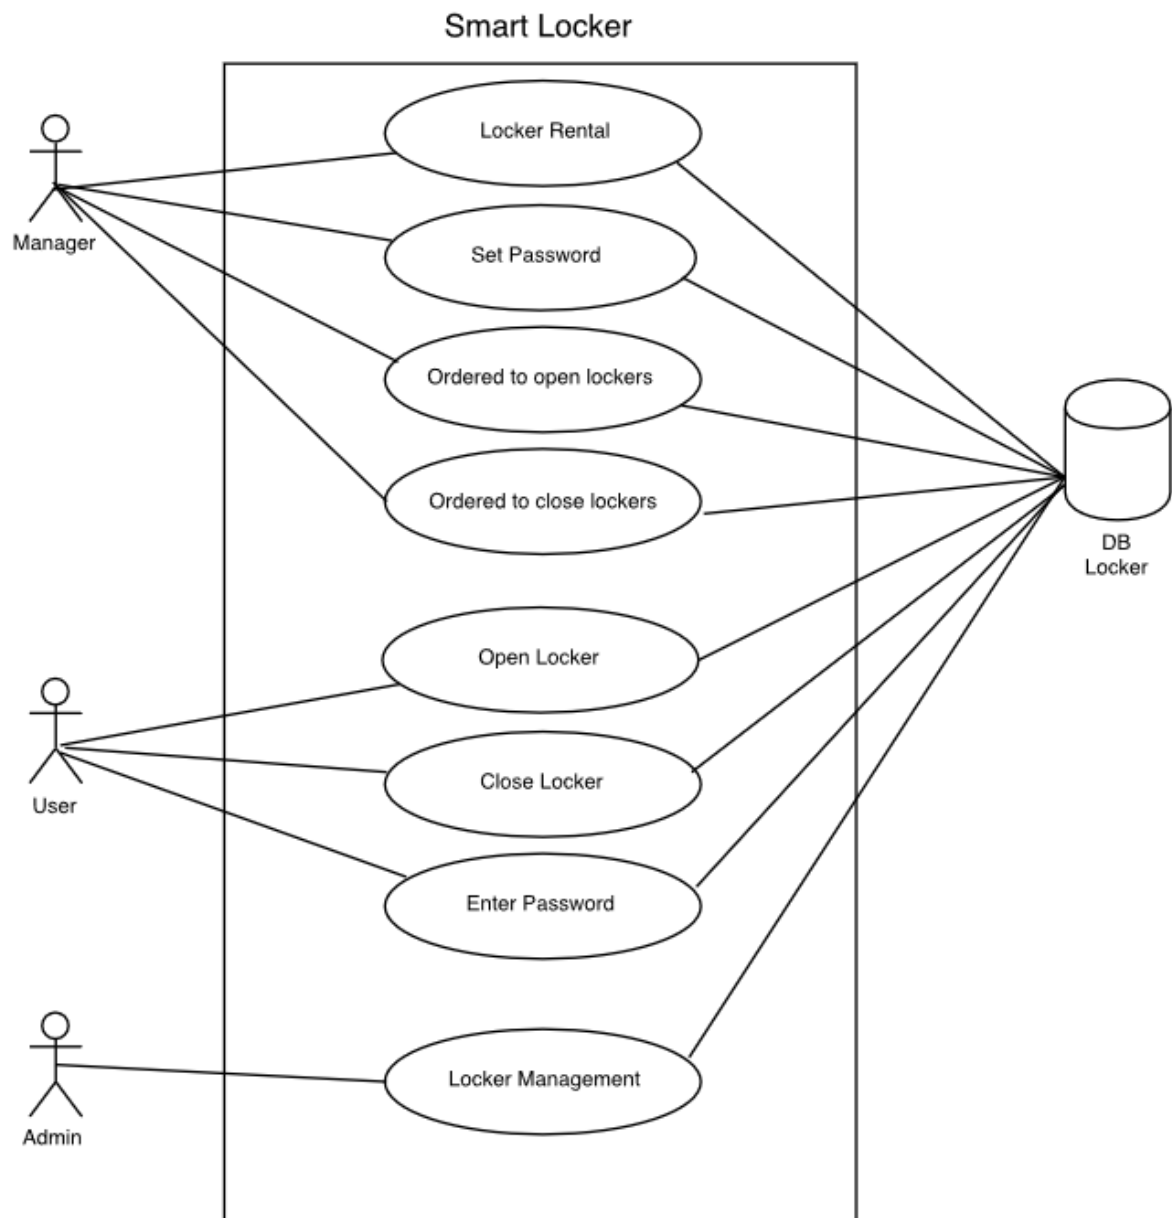 Smart Locker
Locker Rental
Manager
Set Password
Ordered to open lockers
Ordered to close lockers
DB
Locker
Open Locker
User
Close Locker
Enter Password
Locker Management
Admin